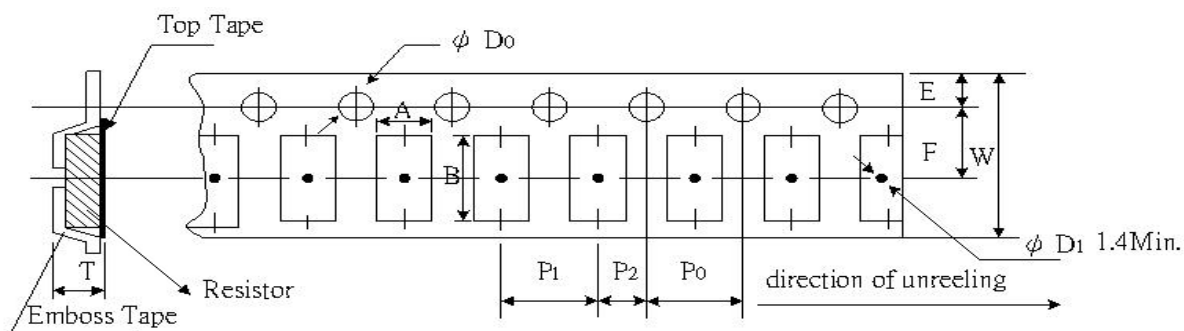 Top Tape
ϕ D0
E
A
F
W
B
ϕ D1 1.4Min.
T
P1
P2
P0
direction of unreeling
Resistor
Emboss Tape